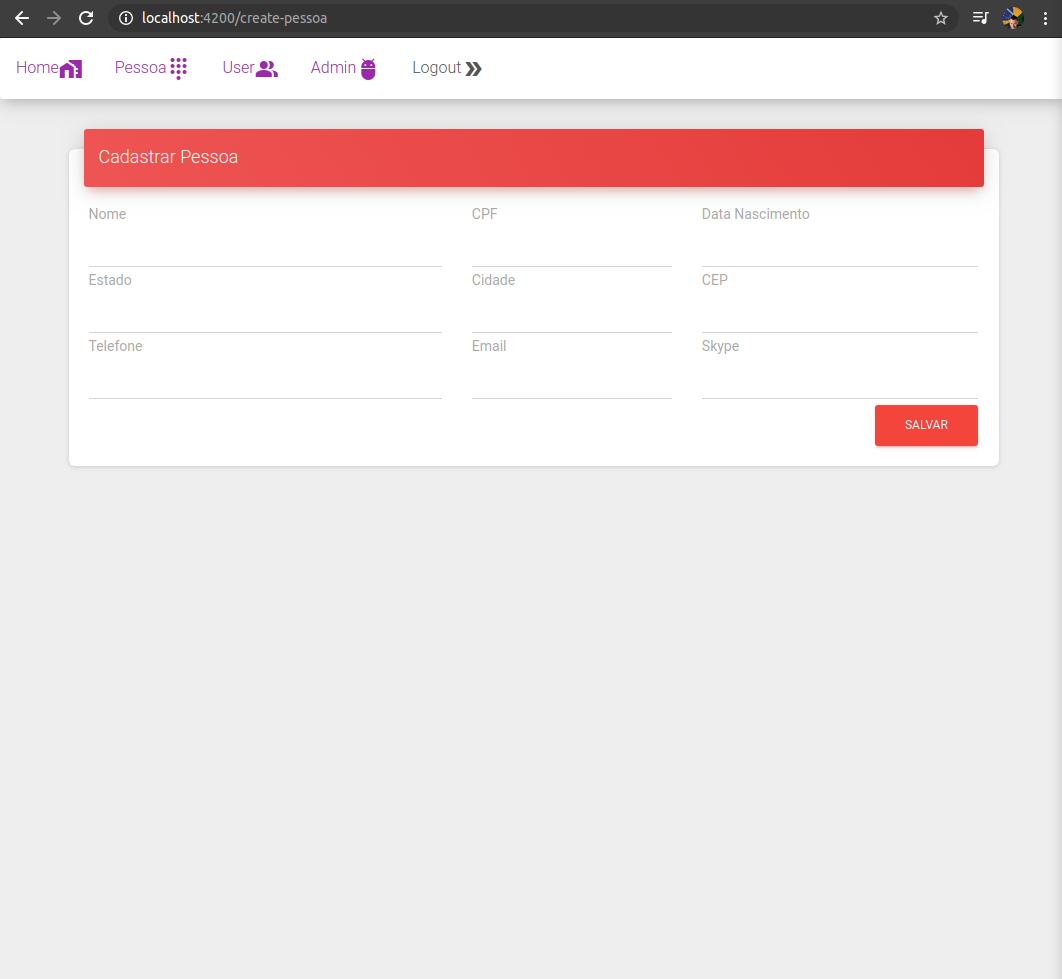 localhost:4200/create-pessoa
Home Pessoa User Admin Logout
Cadastrar Pessoa
Nome CPF Data Nascimento
Estado Cidade CEP
Telefone Email Skype
SALVAR